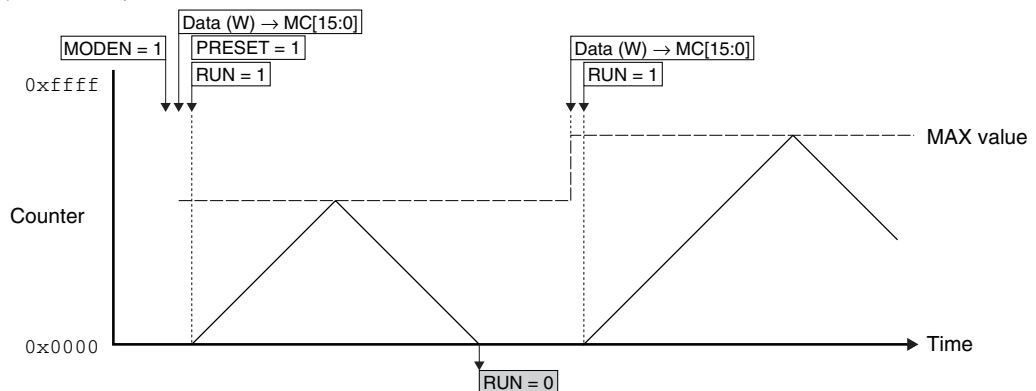 Data (W) → MC[15:0]
MODEN = 1
PRESET = 1
RUN = 1
Data (W) → MC[15:0]
RUN = 1
0xffff
MAX value
Counter
0x0000
Time
RUN = 0